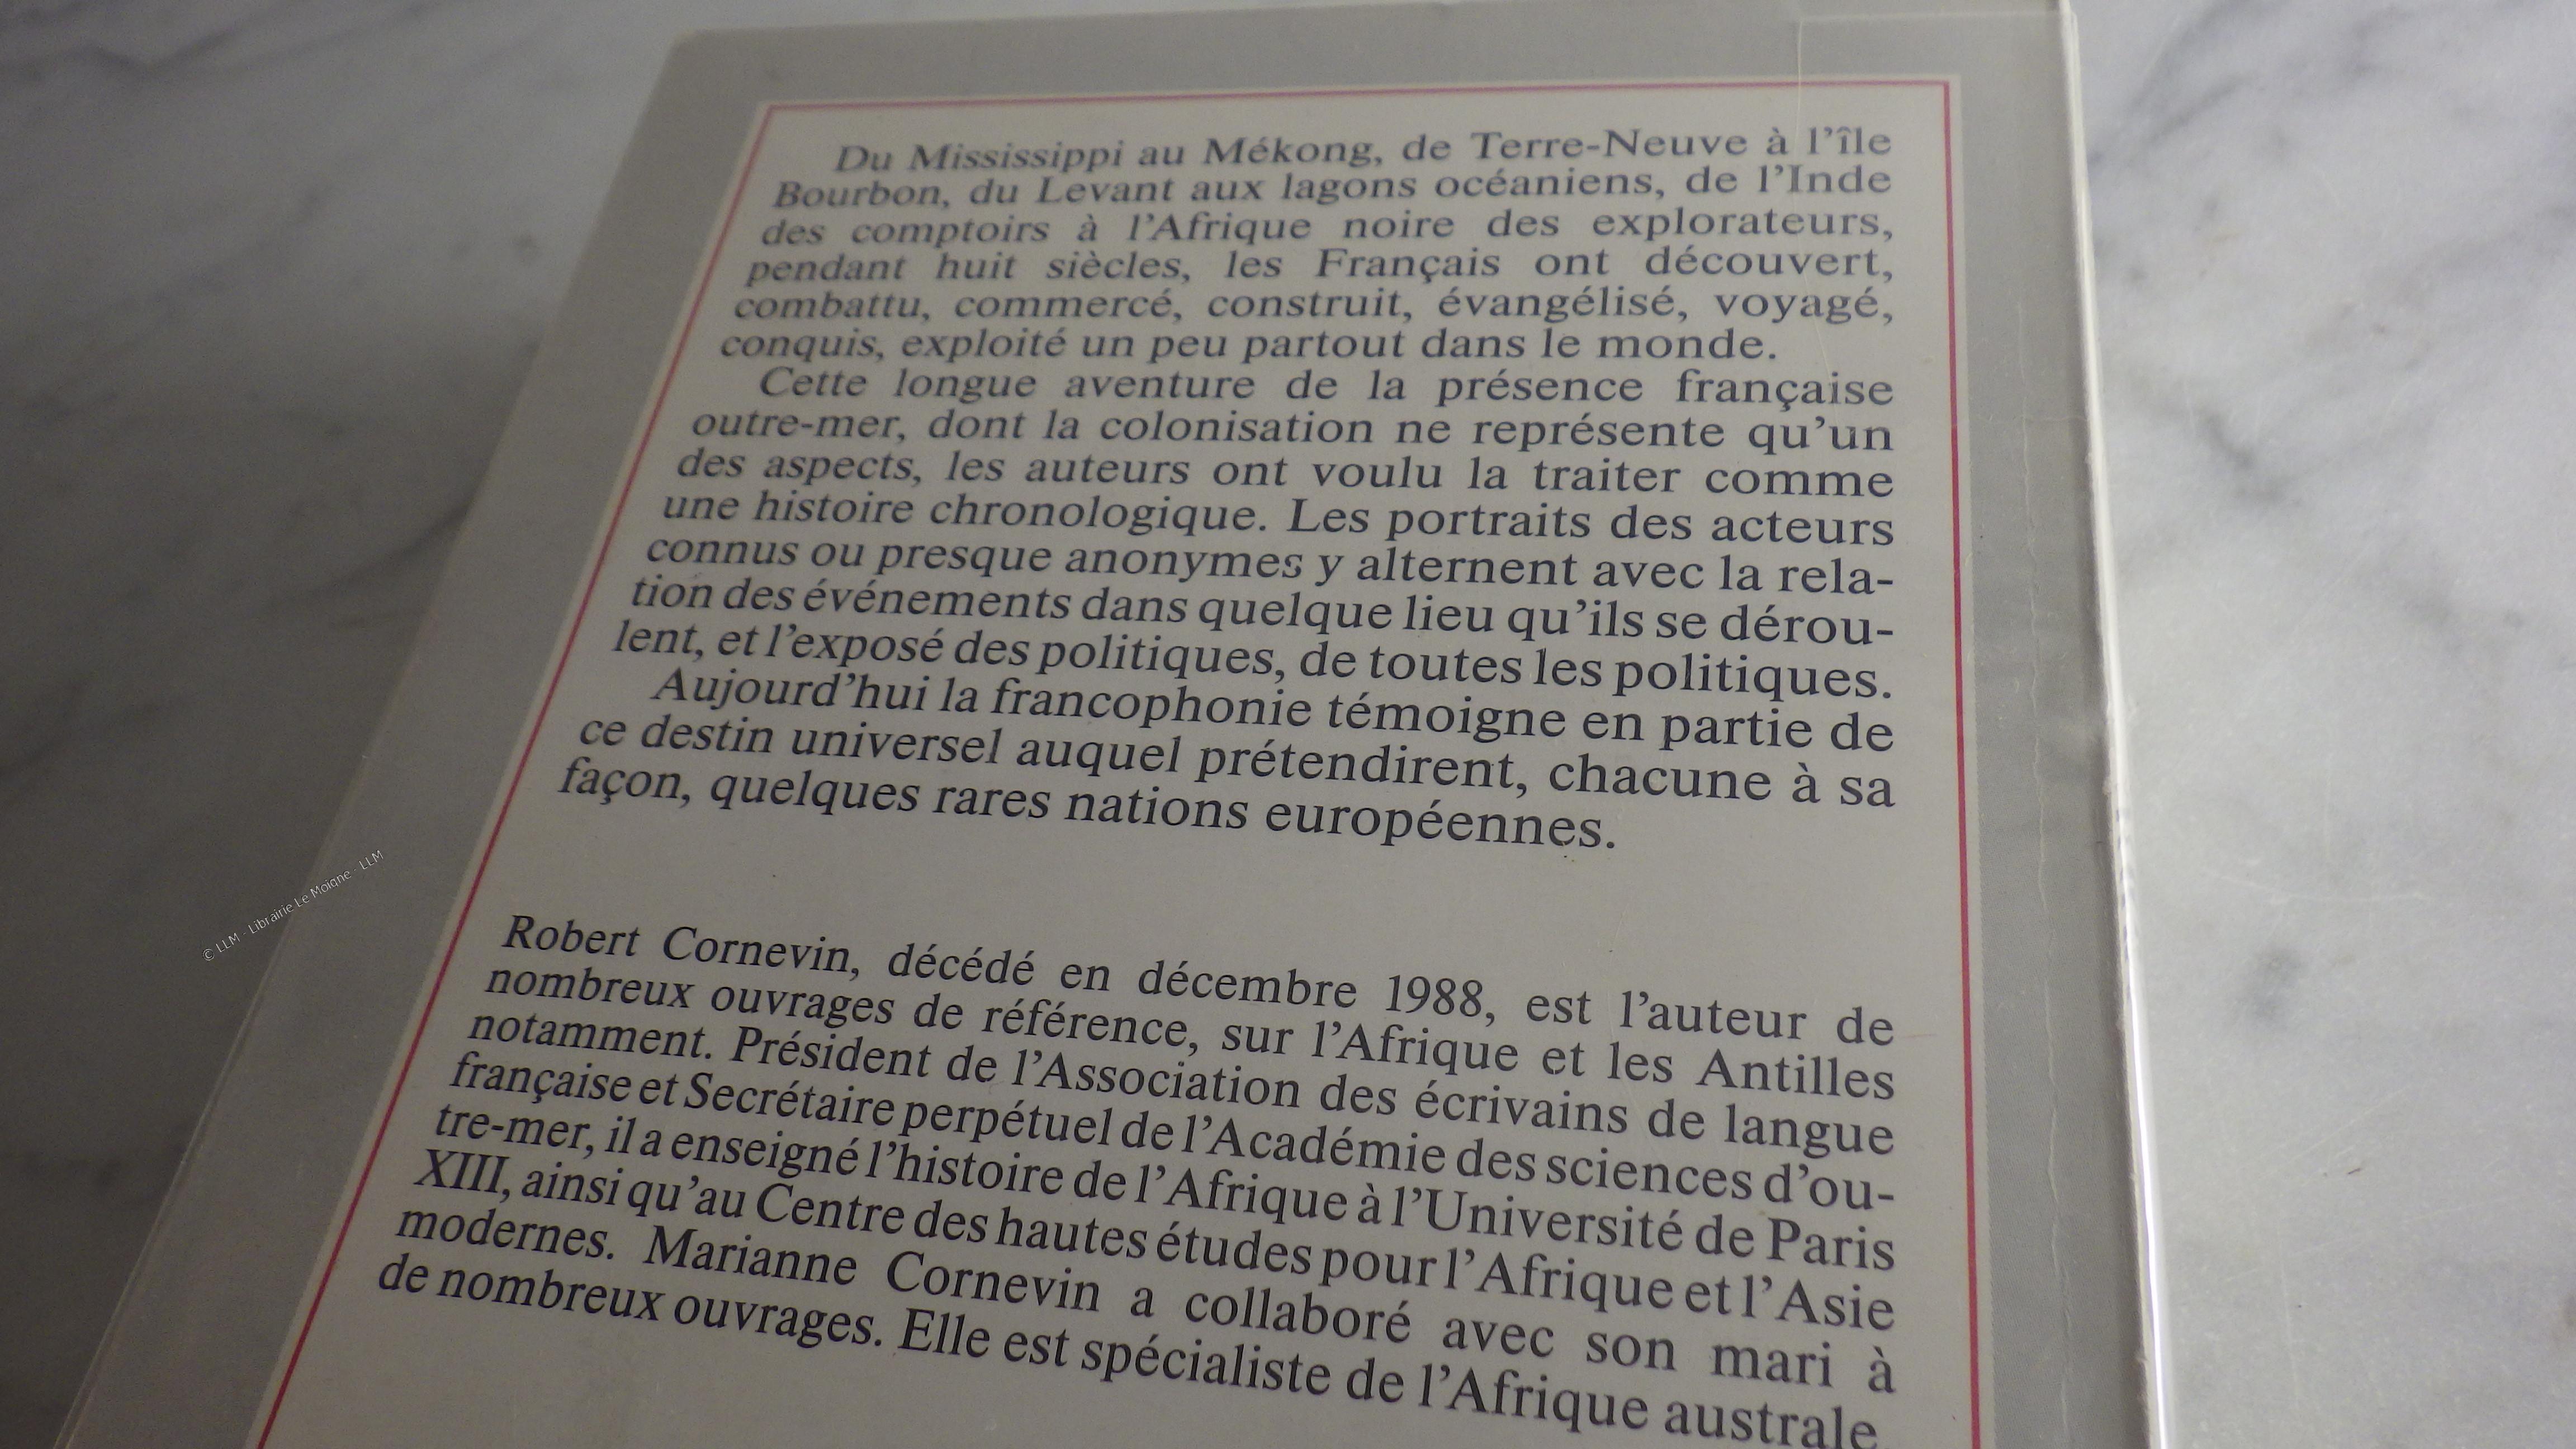 Du Mississippi au Mékong, de Terre-Neuve à l'île
Bourbon, du Levant aux lagons océaniens, de l'Inde
des comptoirs à l'Afrique noire des explorateurs,
pendant huit siècles, les Français ont découvert,
combattu, commercé, construit, évangélisé, voyagé,
conquis, exploité un peu partout dans le monde.
Cette longue aventure de la présence française
outre-mer, dont la colonisation ne représente qu'un
des aspects, les auteurs ont voulu la traiter comme
une histoire chronologique. Les portraits des acteurs
connus ou presque anonymes y alternent avec la rela-
tion des événements dans quelque lieu qu'ils se dérou-
lent, et l'exposé des politiques, de toutes les politiques.
Aujourd'hui la francophonie témoigne en partie de
ce destin universel auquel prétendirent, chacune à sa
façon, quelques rares nations européennes.
Robert Cornevin, décédé en décembre 1988, est l'auteur de
nombreux ouvrages de référence, sur l'Afrique et les Antilles
notamment. Président de l'Association des écrivains de langue
française et Secrétaire perpétuel de l'Académie des sciences d'ou-
tre-mer, il a enseigné l'histoire de l'Afrique à l'Université de Paris
XIII, ainsi qu'au Centre des hautes études pour l'Afrique et l'Asie
modernes. Marianne Cornevin a collaboré avec son mari à
de nombreux ouvrages. Elle est spécialiste de l'Afrique australe
© LLM - Librairie Le Moigne - LLM